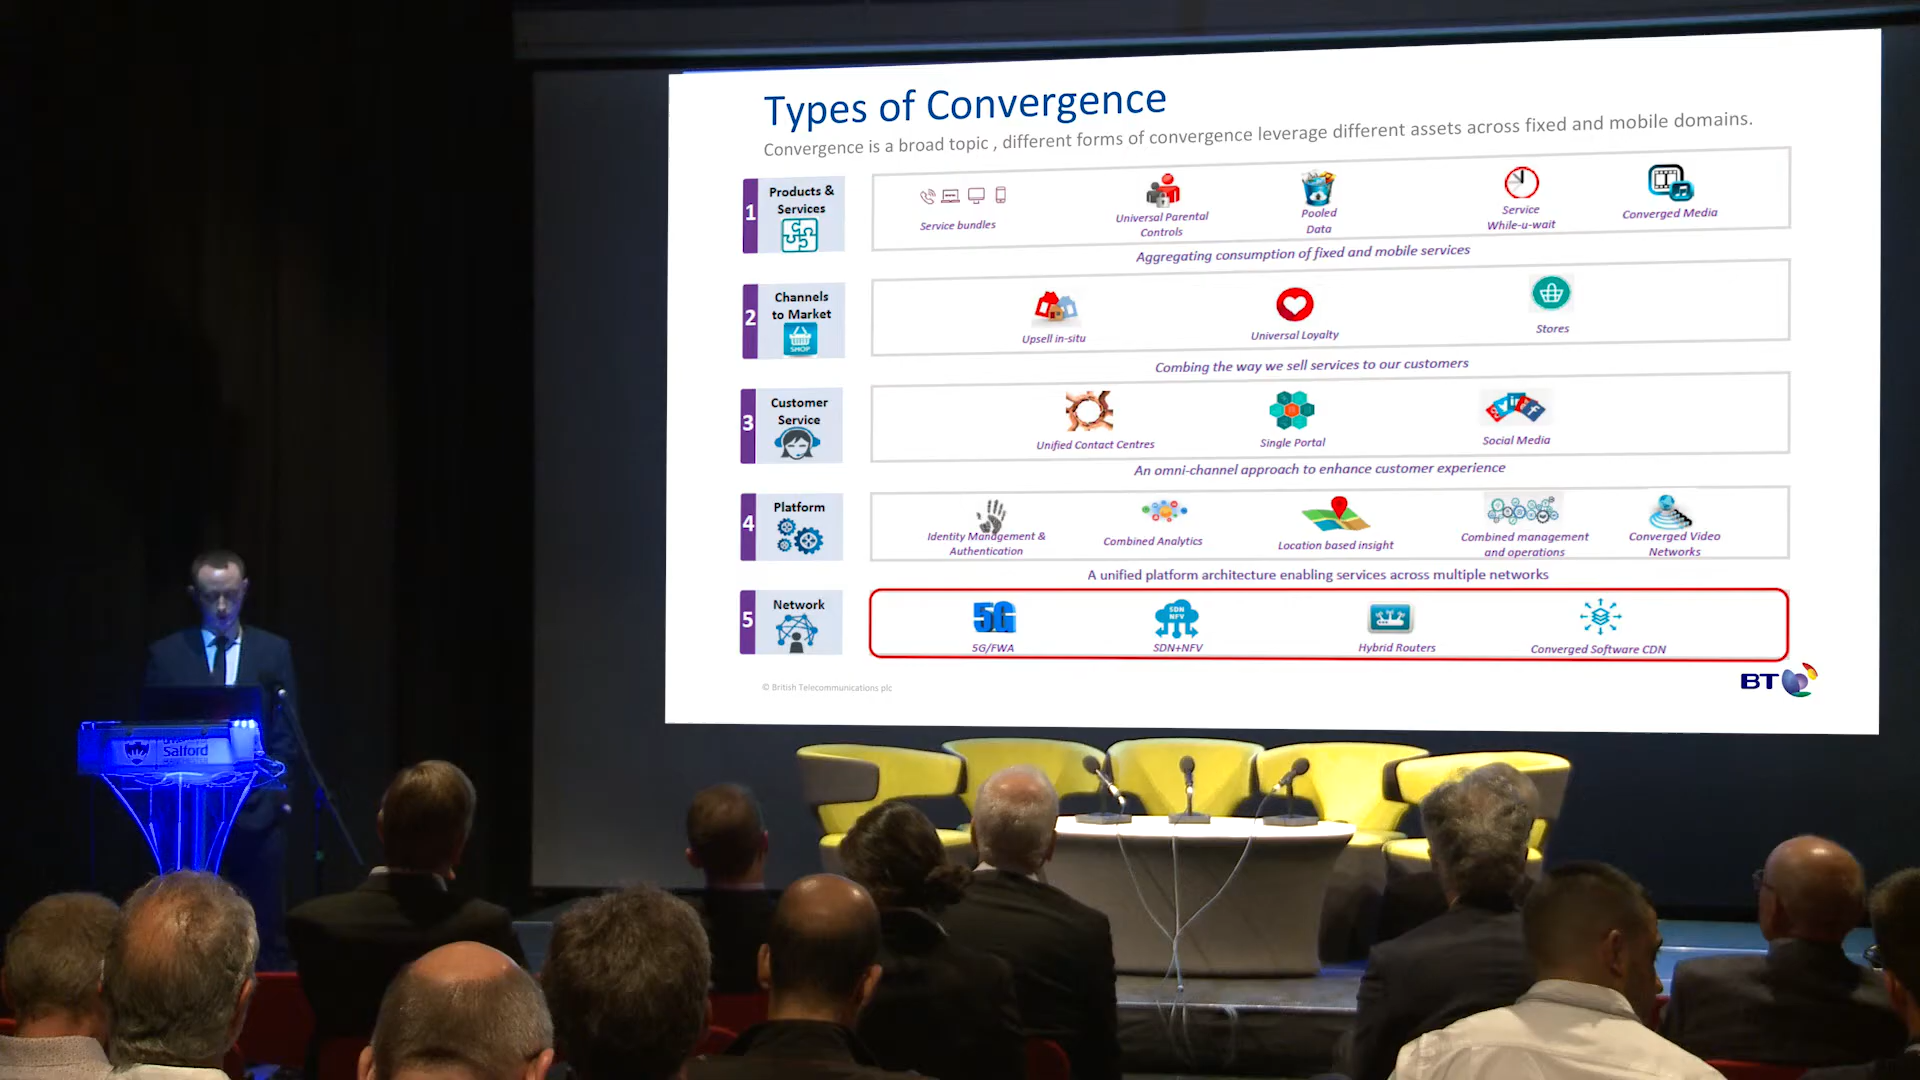 Types of Convergence
Convergence is a broad topic , different forms of convergence leverage different assets across fixed and mobile domains.
1
Products &
Services
Service bundles
Universal Parental
Controls
Pooled
Data
Service
While-u-wait
Converged Media
Aggregating consumption of fixed and mobile services
2
Channels
to Market
SHOP
Upsell in-situ
Universal Loyalty
Stores
Combing the way we sell services to our customers
3
Customer
Service
Unified Contact Centres
Single Portal
Social Media
An omni-channel approach to enhance customer experience
4
Platform
Identity Management &
Authentication
Combined Analytics
Location based insight
Combined management
and operations
Converged Video
Networks
A unified platform architecture enabling services across multiple networks
5
Network
5G
5G/FWA
SDN
NFV
SDN+NFV
Hybrid Routers
Converged Software CDN
© British Telecommunications plc
BT
Salford